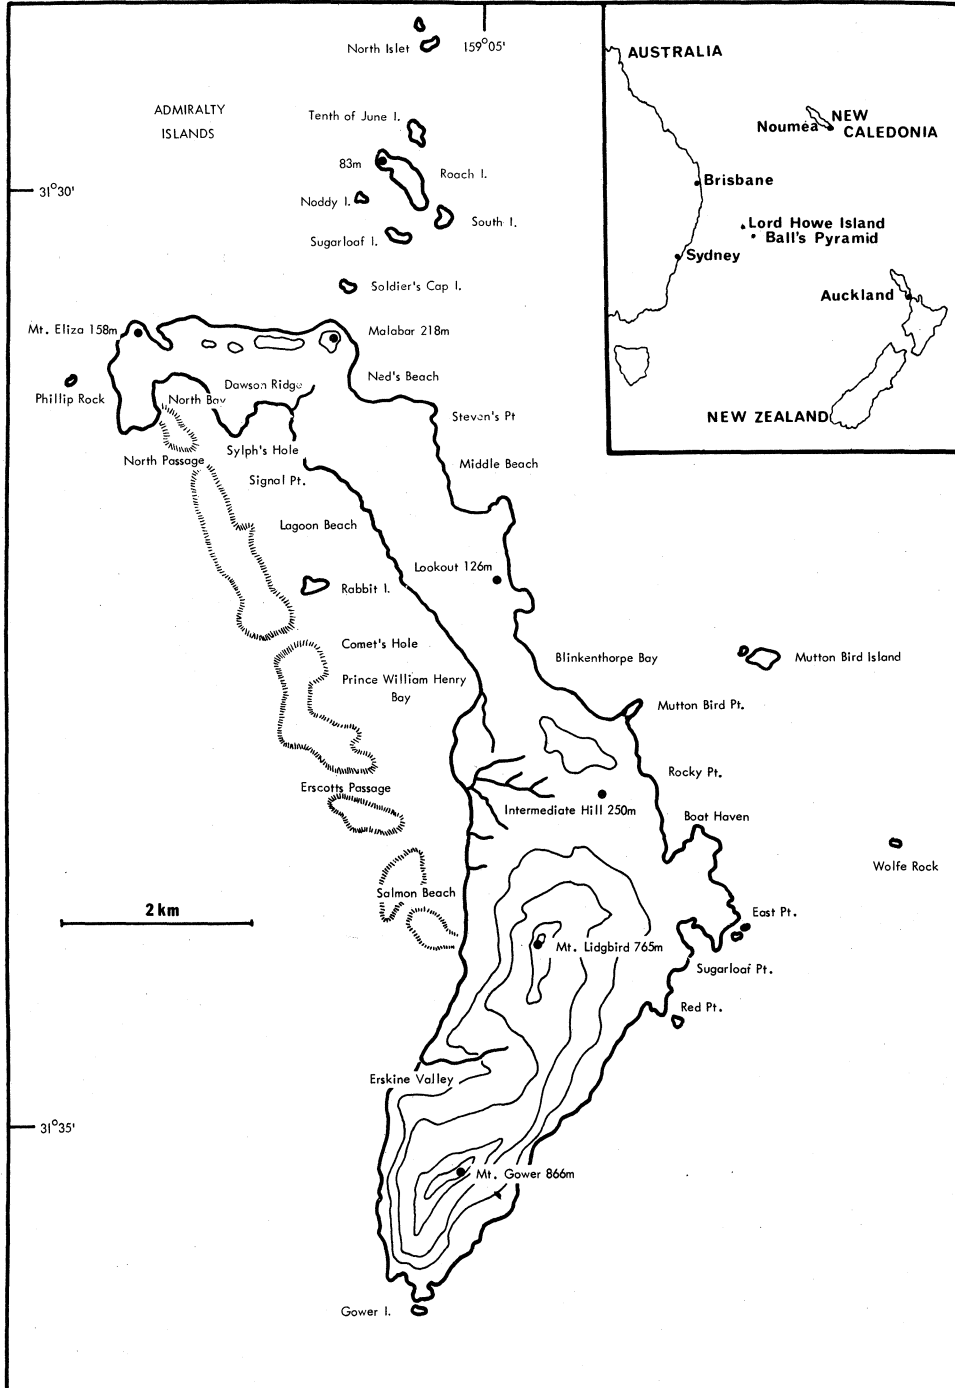 North Islet
159°05'
ADMIRALTY
ISLANDS
Tenth of June I.
83m
Roach I.
31°30'
Noddy I.
South I.
Sugarloaf I.
Soldier's Cap I.
Mt. Eliza 158m
Malabar 218m
Ned's Beach
Phillip Rock
Dawson Ridge
North Bay
Steven's Pt
Sylph's Hole
North Passage
Middle Beach
Signal Pt.
Lagoon Beach
Lookout 126m
Rabbit I.
Comet's Hole
Blinkenthorpe Bay
Mutton Bird Island
Prince William Henry
Bay
Mutton Bird Pt.
Rocky Pt.
Erscotts Passage
Intermediate Hill 250m
Boat Haven
Wolfe Rock
Salmon Beach
2 km
East Pt.
Mt. Lidgbird 765m
Sugarloaf Pt.
Red Pt.
Erskine Valley
31°35'
Mt. Gower 866m
Gower I.
AUSTRALIA
NEW
CALEDONIA
Nouméa
Brisbane
Lord Howe Island
Ball's Pyramid
Sydney
Auckland
NEW ZEALAND